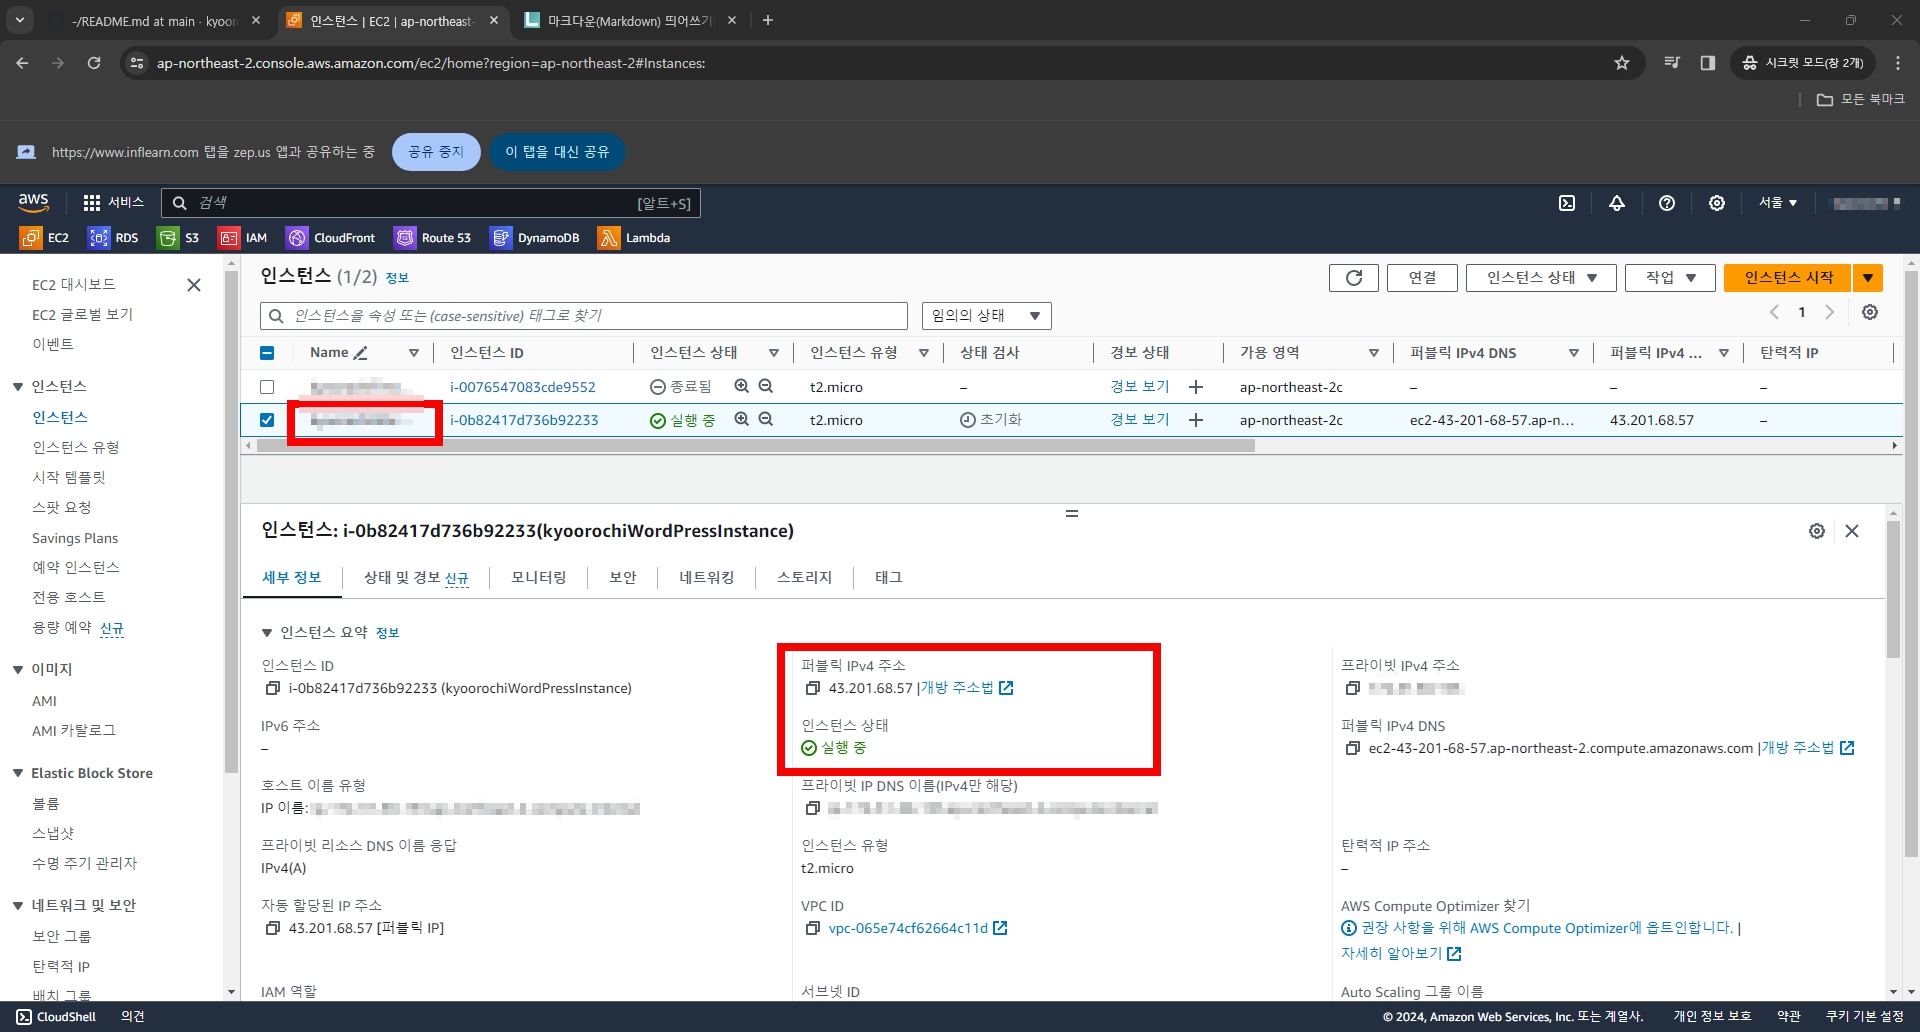 -/README.md at main · kyoor
인스턴스 | EC2 | ap-northeast-
마크다운(Markdown) 띄어쓰기
ap-northeast-2.console.aws.amazon.com/ec2/home?region=ap-northeast-2#Instances:
시크릿 모드(창 2개)
모든 북마크
https://www.inflearn.com 탭을 zep.us 앱과 공유하는 중
공유 중지
이 탭을 대신 공유
aws
서비스
검색
[알트+S]
서울
EC2 RDS S3 IAM CloudFront Route 53 DynamoDB Lambda
EC2 대시보드
EC2 글로벌 보기
이벤트
인스턴스
인스턴스
인스턴스 유형
시작 템플릿
스팟 요청
Savings Plans
예약 인스턴스
전용 호스트
용량 예약 신규
이미지
AMI
AMI 카탈로그
Elastic Block Store
볼륨
스냅샷
수명 주기 관리자
네트워크 및 보안
보안 그룹
탄력적 IP
배치 그룹
인스턴스 (1/2) 정보
연결
인스턴스 상태
작업
인스턴스 시작
인스턴스을 속성 또는 (case-sensitive) 태그로 찾기
임의의 상태
1
Name 인스턴스 ID 인스턴스 상태 인스턴스 유형 상태 검사 경보 상태 가용 영역 퍼블릭 IPv4 DNS 퍼블릭 IPv4 ... 탄력적 IP
i-0076547083cde9552 종료됨 t2.micro – 경보 보기 + ap-northeast-2c – – –
i-0b82417d736b92233 실행 중 t2.micro 초기화 경보 보기 + ap-northeast-2c ec2-43-201-68-57.ap-n... 43.201.68.57 –
인스턴스: i-0b82417d736b92233(kyoorochiWordPressInstance)
세부 정보 상태 및 경보 신규 모니터링 보안 네트워킹 스토리지 태그
인스턴스 요약 정보
인스턴스 ID
i-0b82417d736b92233 (kyoorochiWordPressInstance)
퍼블릭 IPv4 주소
43.201.68.57 |개방 주소법
프라이빗 IPv4 주소
IPv6 주소
–
인스턴스 상태
실행 중
퍼블릭 IPv4 DNS
ec2-43-201-68-57.ap-northeast-2.compute.amazonaws.com |개방 주소법
호스트 이름 유형
IP 이름:
프라이빗 IP DNS 이름(IPv4만 해당)
프라이빗 리소스 DNS 이름 응답
IPv4(A)
인스턴스 유형
t2.micro
탄력적 IP 주소
–
자동 할당된 IP 주소
43.201.68.57 [퍼블릭 IP]
VPC ID
vpc-065e74cf62664c11d
AWS Compute Optimizer 찾기
권장 사항을 위해 AWS Compute Optimizer에 옵트인합니다. |
자세히 알아보기
IAM 역할
서브넷 ID
Auto Scaling 그룹 이름
CloudShell 의견
© 2024, Amazon Web Services, Inc. 또는 계열사. 개인 정보 보호 약관 쿠키 기본 설정